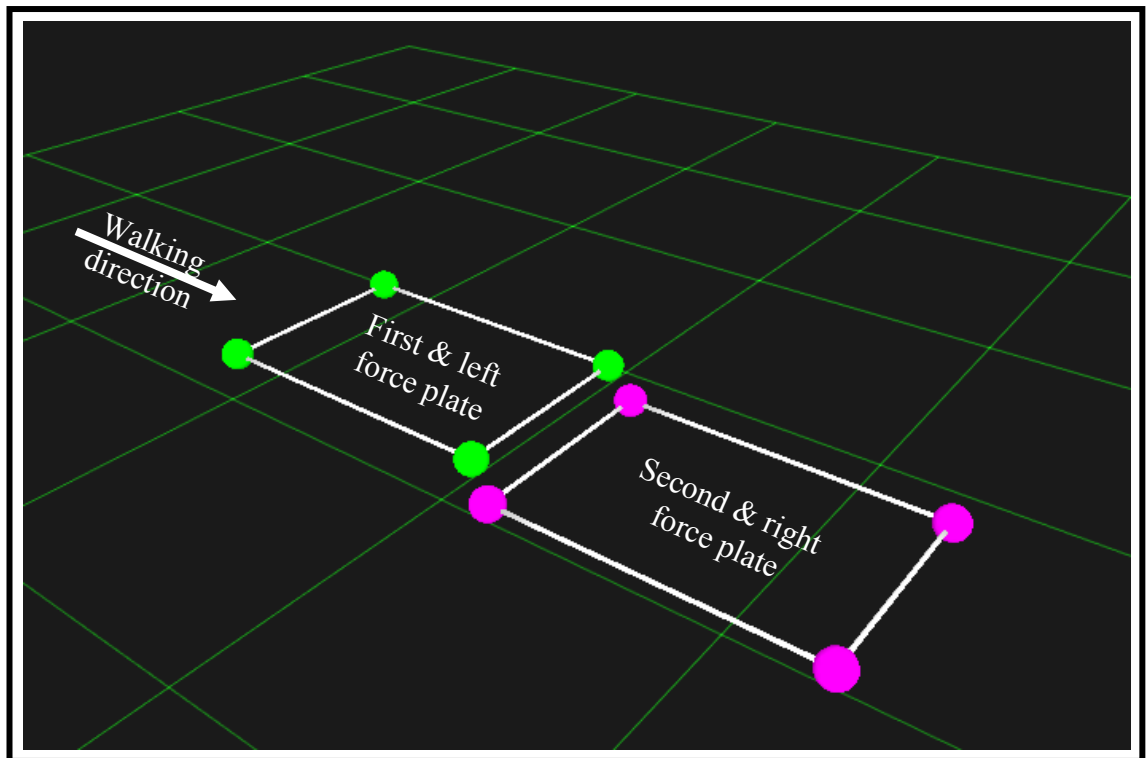 Walking
direction
First & left
force plate
Second & right
force plate